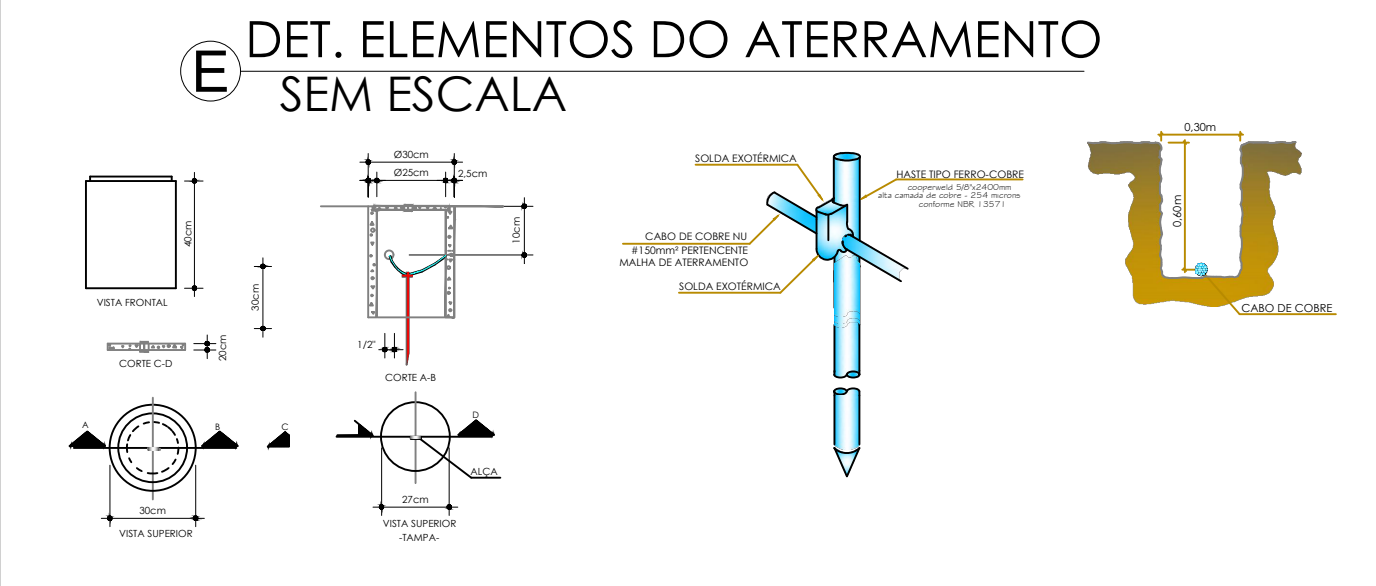 E
DET. ELEMENTOS DO ATERRAMENTO
SEM ESCALA
40cm
VISTA FRONTAL
20cm
CORTE C-D
30cm
Ø30cm
Ø25cm
2,5cm
10cm
1/2"
CORTE A-B
A
B
30cm
VISTA SUPERIOR
C
D
ALÇA
27cm
VISTA SUPERIOR
-TAMPA-
SOLDA EXOTÉRMICA
HASTE TIPO FERRO-COBRE
cooperweld 5/8"x2400mm
alta camada de cobre - 254 microns
conforme NBR 13571
CABO DE COBRE NU
#150mm² PERTENCENTE
MALHA DE ATERRAMENTO
SOLDA EXOTÉRMICA
0,30m
0,60m
CABO DE COBRE